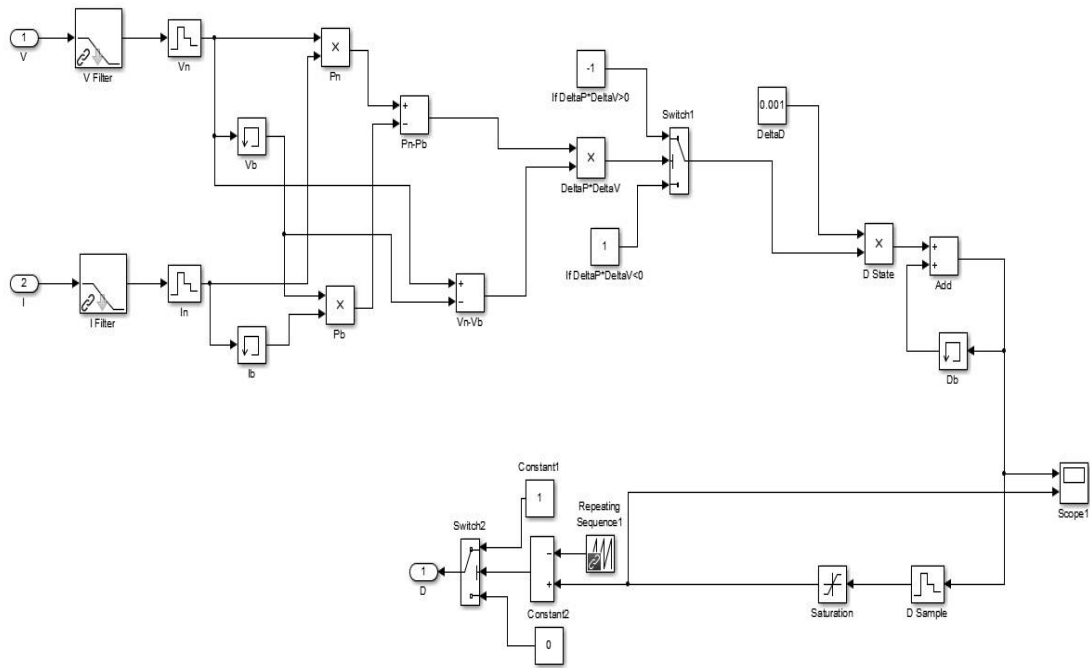 1
V
V Filter
Vn
X
Pn
-1
If DeltaP*DeltaV>0
Switch1
0.001
DeltaD
Vb
+
−
Pn-Pb
X
DeltaP*DeltaV
1
If DeltaP*DeltaV<0
X
D State
+
+
Add
2
I
I Filter
In
X
Pb
+
−
Vn-Vb
Ib
Db
Constant1
1
Repeating
Sequence1
Scope1
Switch2
1
D
−
+
Constant2
0
Saturation
D Sample